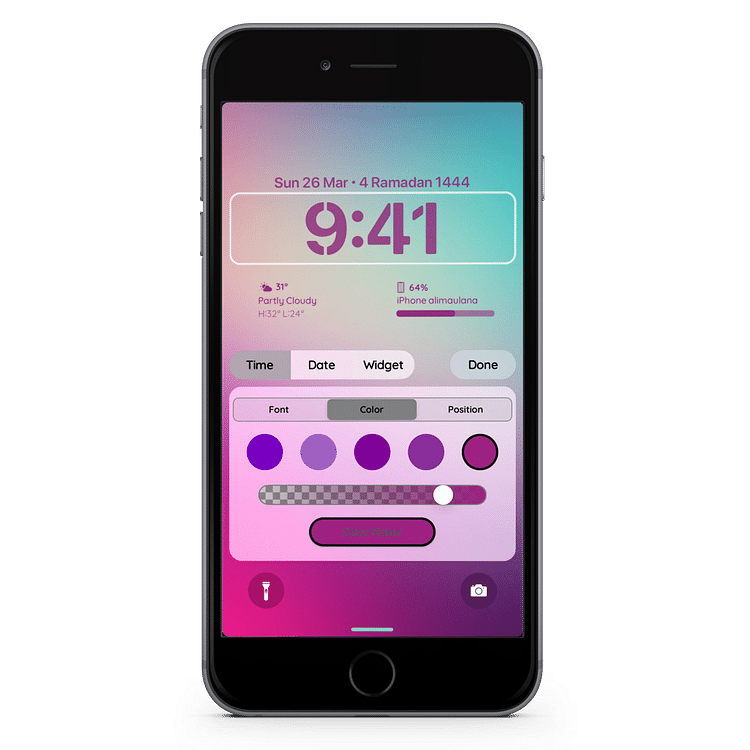 Sun 26 Mar • 4 Ramadan 1444
9:41
31°
Partly Cloudy
H:32° L:24°
64%
iPhone alimaulana
Time Date Widget Done
Font Color Position